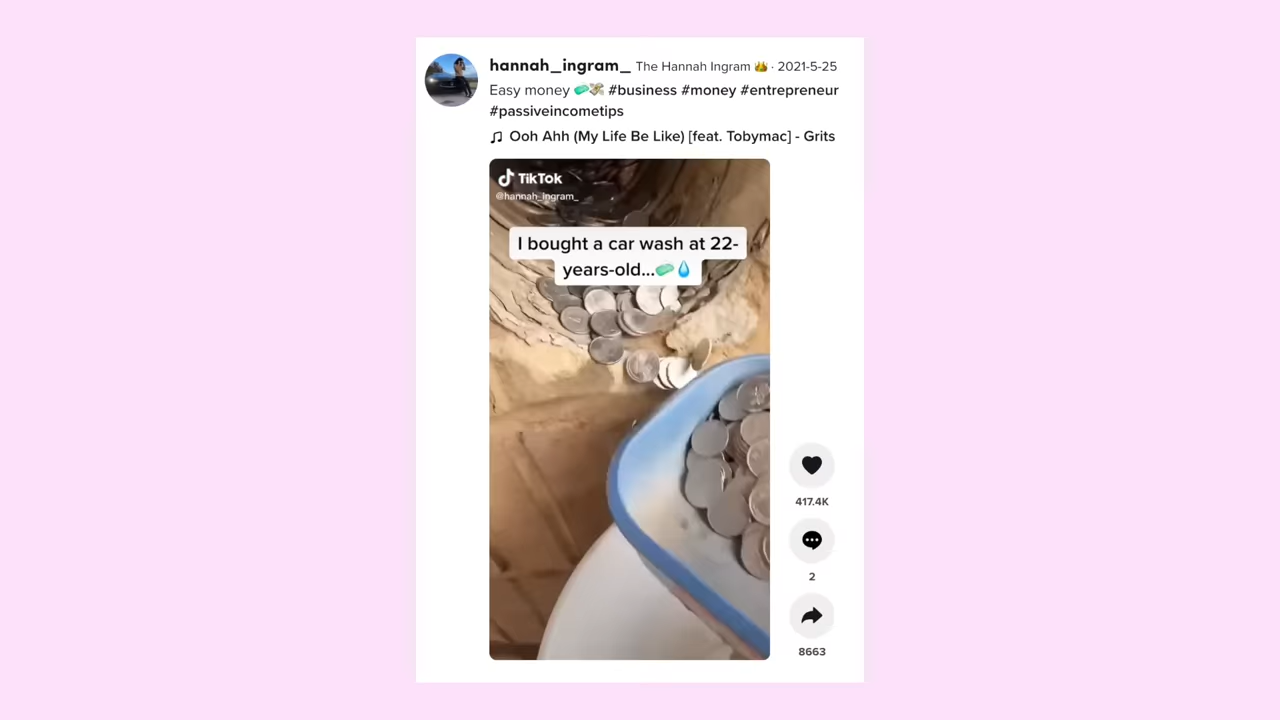 hannah_ingram_ The Hannah Ingram 👑 · 2021-5-25
Easy money 🧼💸 #business #money #entrepreneur
#passiveincometips
♫ Ooh Ahh (My Life Be Like) [feat. Tobymac] - Grits
TikTok
@hannah_ingram_
I bought a car wash at 22-
years-old...🧼💧
417.4K
2
8663